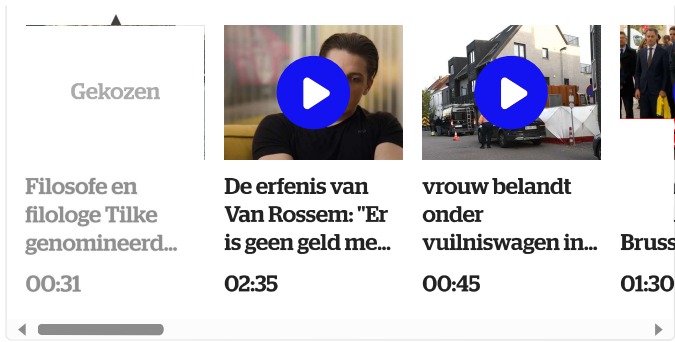 Gekozen
Filosofe en
filologe Tilke
genomineerd...
00:31
De erfenis van
Van Rossem: "Er
is geen geld me...
02:35
vrouw belandt
onder
vuilniswagen in...
00:45
Bruss
01:30